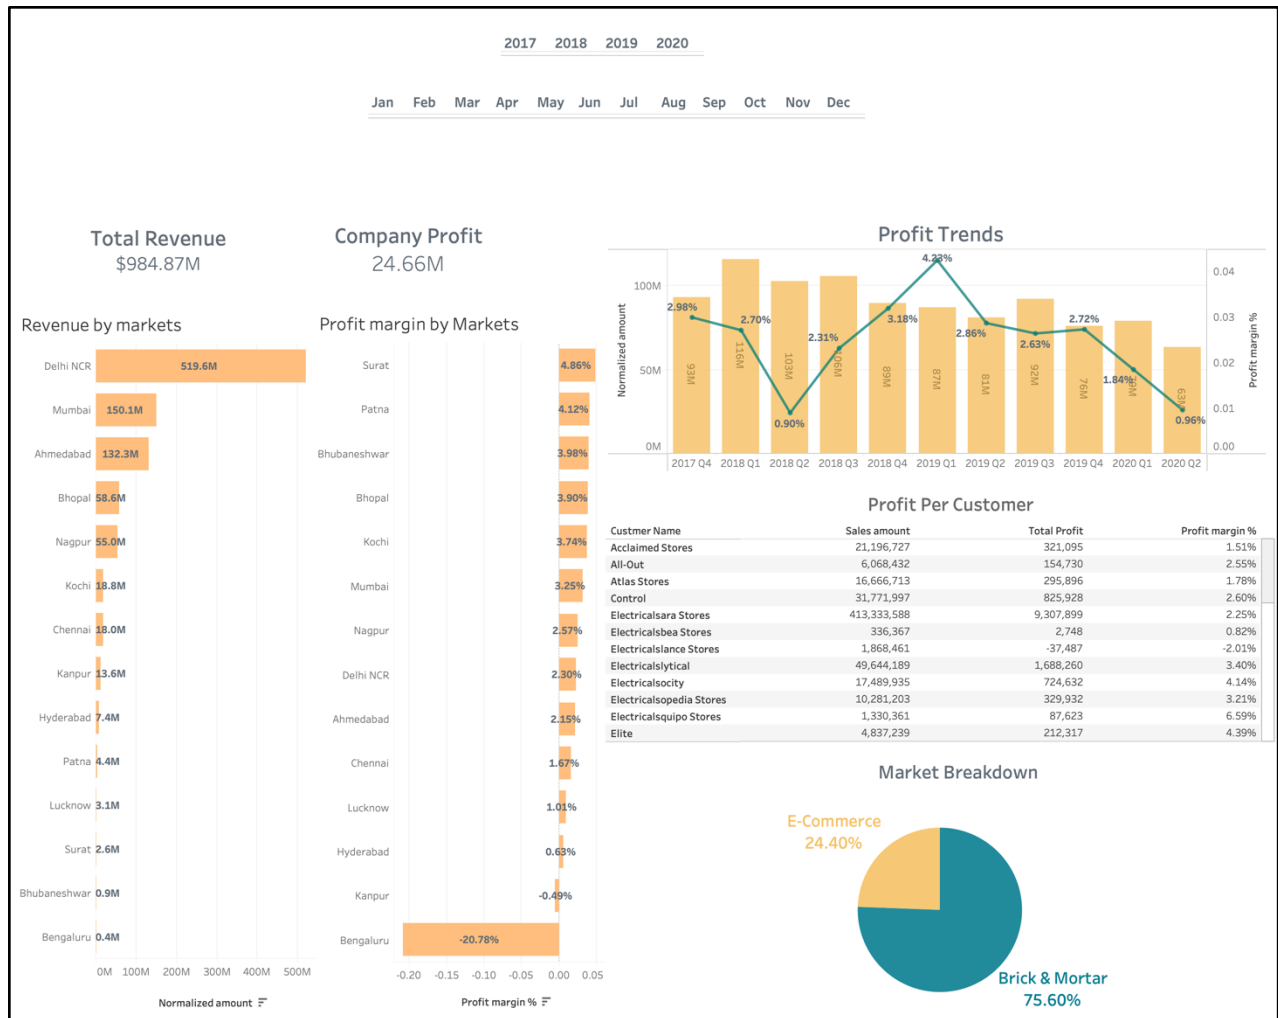 2017 2018 2019 2020
Jan Feb Mar Apr May Jun Jul Aug Sep Oct Nov Dec
Total Revenue
$984.87M
Company Profit
24.66M
Revenue by markets
Delhi NCR 519.6M
Mumbai 150.1M
Ahmedabad 132.3M
Bhopal 58.6M
Nagpur 55.0M
Kochi 18.8M
Chennai 18.0M
Kanpur 13.6M
Hyderabad 7.4M
Patna 4.4M
Lucknow 3.1M
Surat 2.6M
Bhubaneshwar 0.9M
Bengaluru 0.4M
0M 100M 200M 300M 400M 500M
Normalized amount
Profit margin by Markets
Surat 4.86%
Patna 4.12%
Bhubaneshwar 3.98%
Bhopal 3.90%
Kochi 3.74%
Mumbai 3.25%
Nagpur 2.57%
Delhi NCR 2.30%
Ahmedabad 2.15%
Chennai 1.67%
Lucknow 1.01%
Hyderabad 0.63%
Kanpur -0.49%
Bengaluru -20.78%
-0.20 -0.15 -0.10 -0.05 0.00 0.05
Profit margin %
Profit Trends
Normalized amount
100M
50M
0M
2.98% 2.70% 0.90% 2.31% 3.18% 4.23% 2.86% 2.63% 2.72% 1.84% 0.96%
93M 116M 103M 106M 89M 87M 81M 92M 76M 79M 63M
0.04
0.03
0.02
0.01
0.00
Profit margin %
2017 Q4 2018 Q1 2018 Q2 2018 Q3 2018 Q4 2019 Q1 2019 Q2 2019 Q3 2019 Q4 2020 Q1 2020 Q2
Profit Per Customer
Custmer Name Sales amount Total Profit Profit margin %
Acclaimed Stores 21,196,727 321,095 1.51%
All-Out 6,068,432 154,730 2.55%
Atlas Stores 16,666,713 295,896 1.78%
Control 31,771,997 825,928 2.60%
Electricalsara Stores 413,333,588 9,307,899 2.25%
Electricalsbea Stores 336,367 2,748 0.82%
Electricalslance Stores 1,868,461 -37,487 -2.01%
Electricalslytical 49,644,189 1,688,260 3.40%
Electricalsocity 17,489,935 724,632 4.14%
Electricalsopedia Stores 10,281,203 329,932 3.21%
Electricalsquipo Stores 1,330,361 87,623 6.59%
Elite 4,837,239 212,317 4.39%
Market Breakdown
E-Commerce
24.40%
Brick & Mortar
75.60%